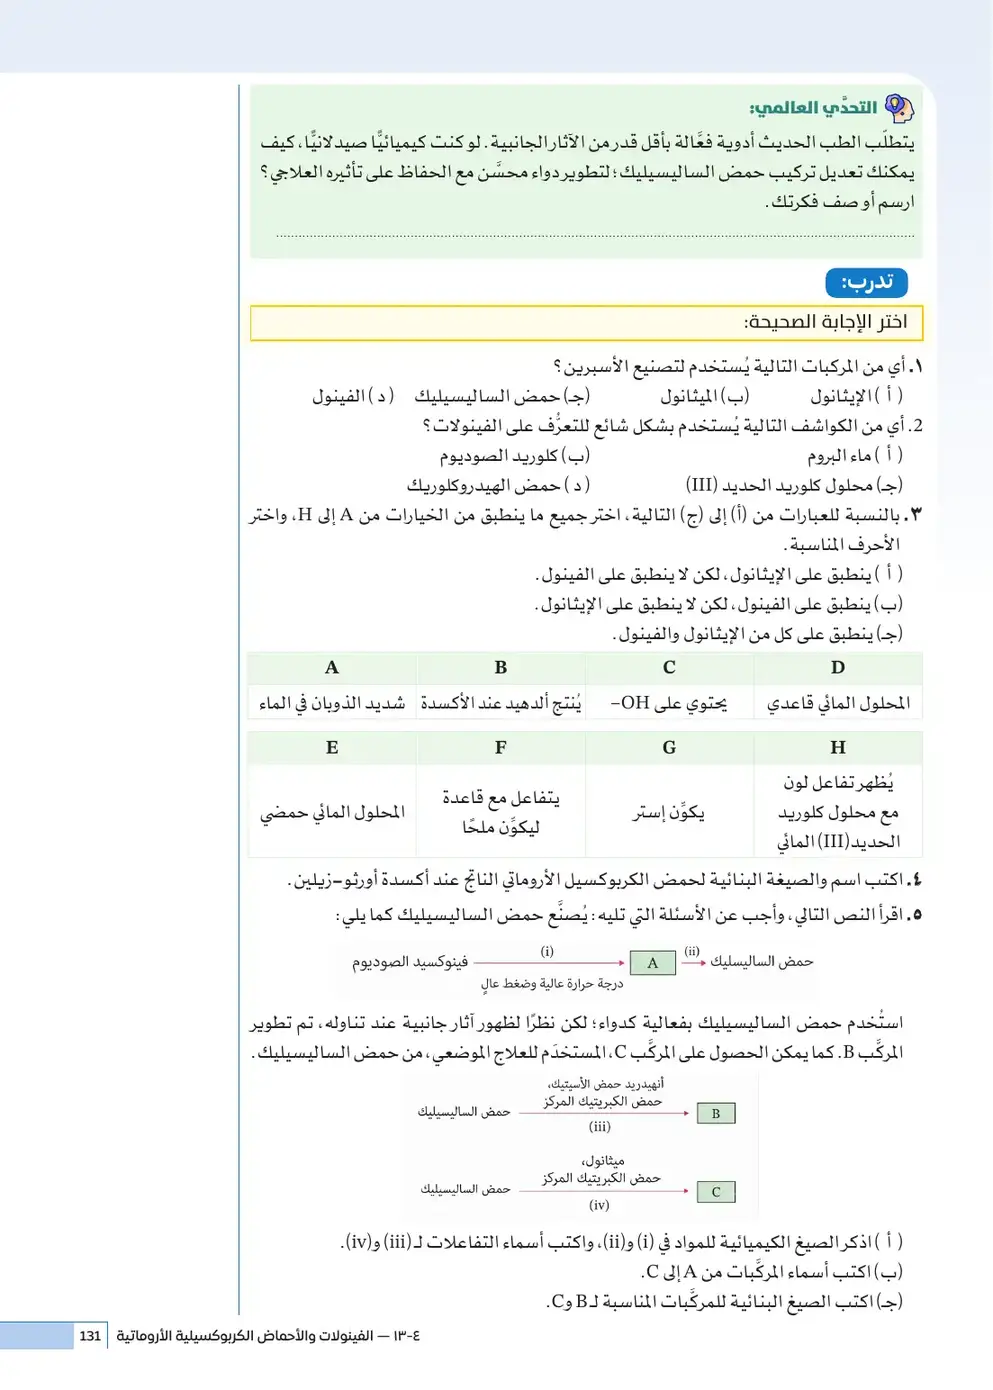 التحدَّي العالمي:
يتطلَّب الطب الحديث أدوية فعَّالة بأقل قدر من الآثار الجانبية. لو كنت كيميائيًّا صيدلانيًّا، كيف
يمكنك تعديل تركيب حمض الساليسيليك؛ لتطوير دواء محسَّن مع الحفاظ على تأثيره العلاجي؟
ارسم أو صف فكرتك.
تدرب:
اختر الإجابة الصحيحة:
١. أي من المركبات التالية يُستخدم لتصنيع الأسبرين؟
( أ ) الإيثانول (ب) الميثانول (جـ) حمض الساليسيليك ( د ) الفينول
2. أي من الكواشف التالية يُستخدم بشكل شائع للتعرُّف على الفينولات؟
( أ ) ماء البروم (ب) كلوريد الصوديوم
(جـ) محلول كلوريد الحديد (III) ( د ) حمض الهيدروكلوريك
٣. بالنسبة للعبارات من (أ) إلى (ج) التالية، اختر جميع ما ينطبق من الخيارات من A إلى H، واختر
الأحرف المناسبة.
( أ ) ينطبق على الإيثانول، لكن لا ينطبق على الفينول.
(ب) ينطبق على الفينول، لكن لا ينطبق على الإيثانول.
(جـ) ينطبق على كل من الإيثانول والفينول.
D C B A
المحلول المائي قاعدي يحتوي على OH– يُنتج ألدهيد عند الأكسدة شديد الذوبان في الماء
H G F E
يُظهر تفاعل لون
مع محلول كلوريد
الحديد(III) المائي
يكوِّن إستر
يتفاعل مع قاعدة
ليكوِّن ملحًا
المحلول المائي حمضي
٤. اكتب اسم والصيغة البنائية لحمض الكربوكسيل الأروماتي الناتج عند أكسدة أورثو–زيلين.
٥. اقرأ النص التالي، وأجب عن الأسئلة التي تليه: يُصنَّع حمض الساليسيليك كما يلي:
فينوكسيد الصوديوم (i) A (ii) حمض الساليسليك
درجة حرارة عالية وضغط عالٍ
استُخدم حمض الساليسيليك بفعالية كدواء؛ لكن نظرًا لظهور آثار جانبية عند تناوله، تم تطوير
المركَّب B. كما يمكن الحصول على المركَّب C، المستخدَم للعلاج الموضعي، من حمض الساليسيليك.
أنهيدريد حمض الأسيتيك،
حمض الكبريتيك المركز
حمض الساليسيليك B
(iii)
ميثانول،
حمض الكبريتيك المركز
حمض الساليسيليك C
(iv)
( أ ) اذكر الصيغ الكيميائية للمواد في (i) و(ii)، واكتب أسماء التفاعلات لـ (iii) و(iv).
(ب) اكتب أسماء المركَّبات من A إلى C.
(جـ) اكتب الصيغ البنائية للمركَّبات المناسبة لـ B وC.
٤-١٣ — الفينولات والأحماض الكربوكسيلية الأروماتية 131